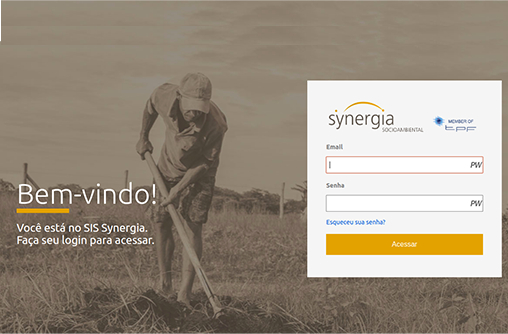 Bem-vindo!
Você está no SIS Synergia.
Faça seu login para acessar.
synergia
SOCIOAMBIENTAL
MEMBER OF
tpf
Email
PW
Senha
PW
Esqueceu sua senha?
Acessar